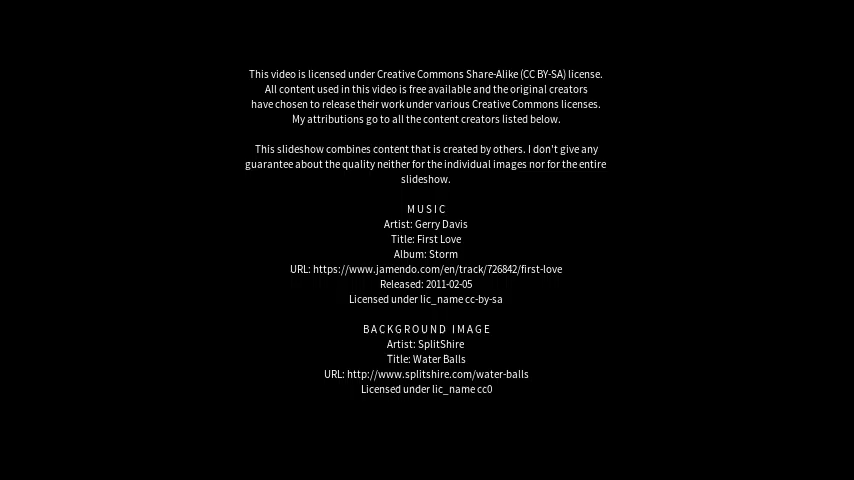 This video is licensed under Creative Commons Share-Alike (CC BY-SA) license.
All content used in this video is free available and the original creators
have chosen to release their work under various Creative Commons licenses.
My attributions go to all the content creators listed below.
This slideshow combines content that is created by others. I don't give any
guarantee about the quality neither for the individual images nor for the entire
slideshow.
MUSIC
Artist: Gerry Davis
Title: First Love
Album: Storm
URL: https://www.jamendo.com/en/track/726842/first-love
Released: 2011-02-05
Licensed under lic_name cc-by-sa
BACKGROUND IMAGE
Artist: SplitShire
Title: Water Balls
URL: http://www.splitshire.com/water-balls
Licensed under lic_name cc0